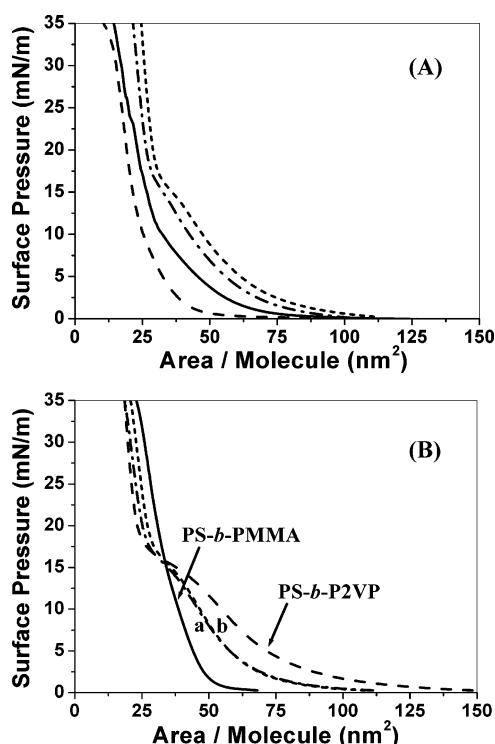 35
30
25
20
15
10
5
0
Surface Pressure (mN/m)
(A)
0 25 50 75 100 125 150
Area / Molecule (nm²)
35
30
25
20
15
10
5
0
Surface Pressure (mN/m)
(B)
PS-b-PMMA
PS-b-P2VP
a b
0 25 50 75 100 125 150
Area / Molecule (nm²)